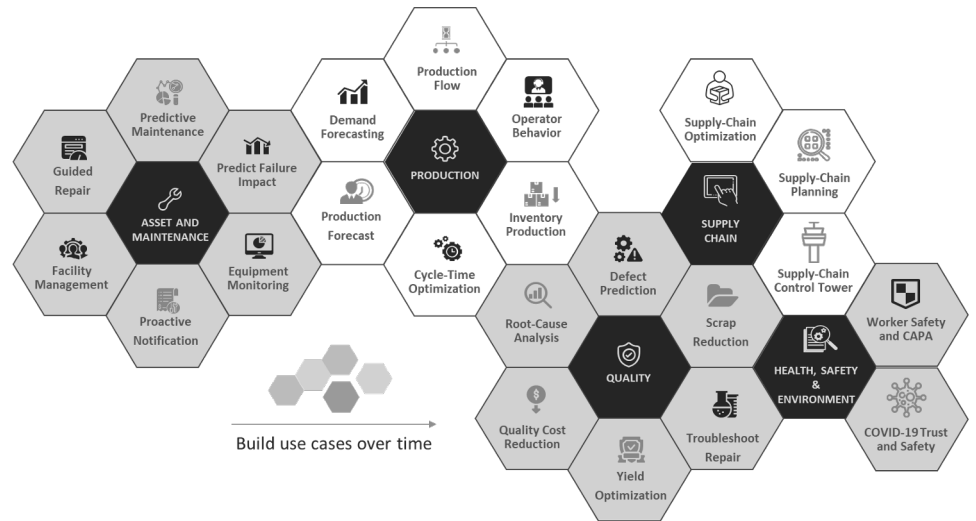 Predictive
Maintenance
Guided
Repair
Predict Failure
Impact
ASSET AND
MAINTENANCE
Facility
Management
Equipment
Monitoring
Proactive
Notification
Production
Flow
Demand
Forecasting
Operator
Behavior
PRODUCTION
Production
Forecast
Inventory
Production
Cycle-Time
Optimization
Supply-Chain
Optimization
Supply-Chain
Planning
SUPPLY
CHAIN
Supply-Chain
Control Tower
Defect
Prediction
Root-Cause
Analysis
Scrap
Reduction
QUALITY
Quality Cost
Reduction
Troubleshoot
Repair
Yield
Optimization
Worker Safety
and CAPA
HEALTH, SAFETY
&
ENVIRONMENT
COVID-19 Trust
and Safety
Build use cases over time